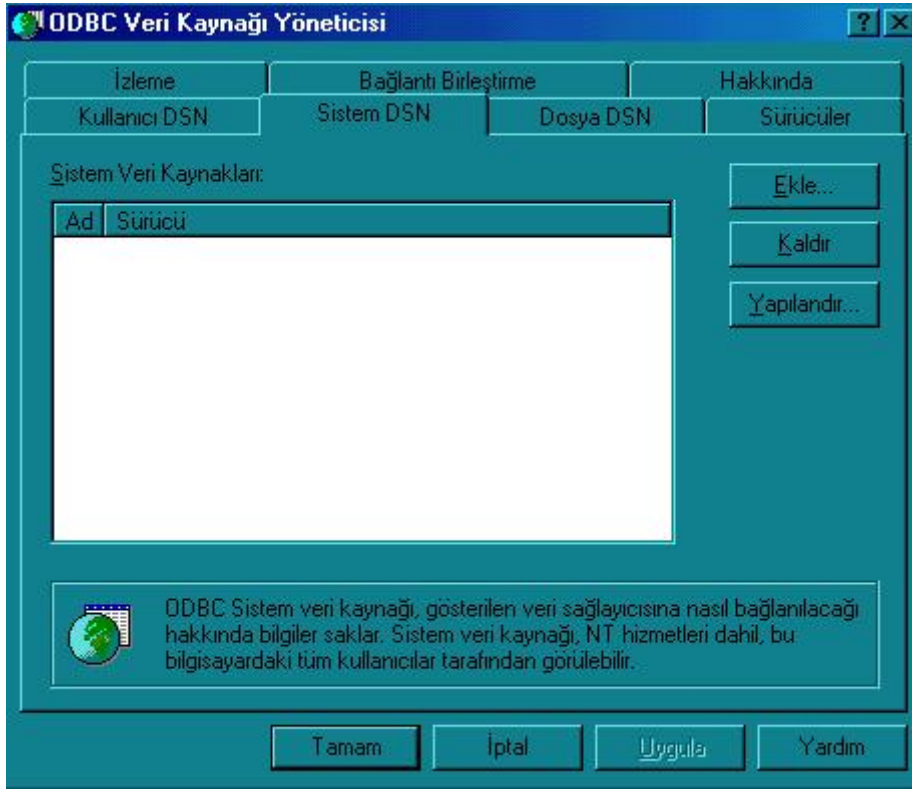 ODBC Veri Kaynağı Yöneticisi
İzleme
Bağlantı Birleştirme
Hakkında
Kullanıcı DSN
Sistem DSN
Dosya DSN
Sürücüler
Sistem Veri Kaynakları:
Ekle...
Ad
Sürücü
Kaldır
Yapılandır...
ODBC Sistem veri kaynağı, gösterilen veri sağlayıcısına nasıl bağlanılacağı
hakkında bilgiler saklar. Sistem veri kaynağı, NT hizmetleri dahil, bu
bilgisayardaki tüm kullanıcılar tarafından görülebilir.
Tamam
İptal
Uygula
Yardım